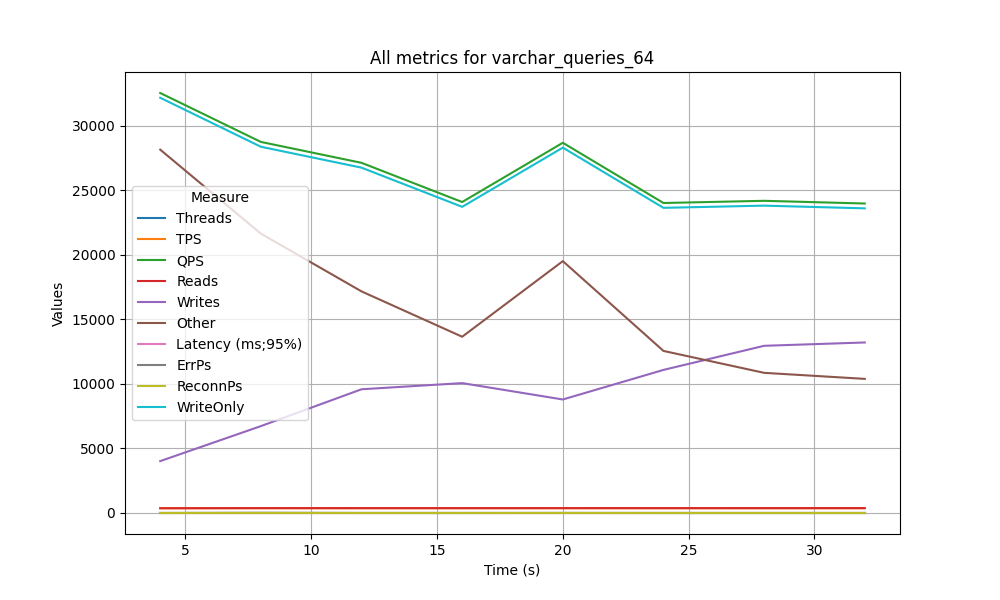 All metrics for varchar_queries_64
30000
25000
20000
15000
10000
5000
0
Values
Measure
Threads
TPS
QPS
Reads
Writes
Other
Latency (ms;95%)
ErrPs
ReconnPs
WriteOnly
5
10
15
20
25
30
Time (s)